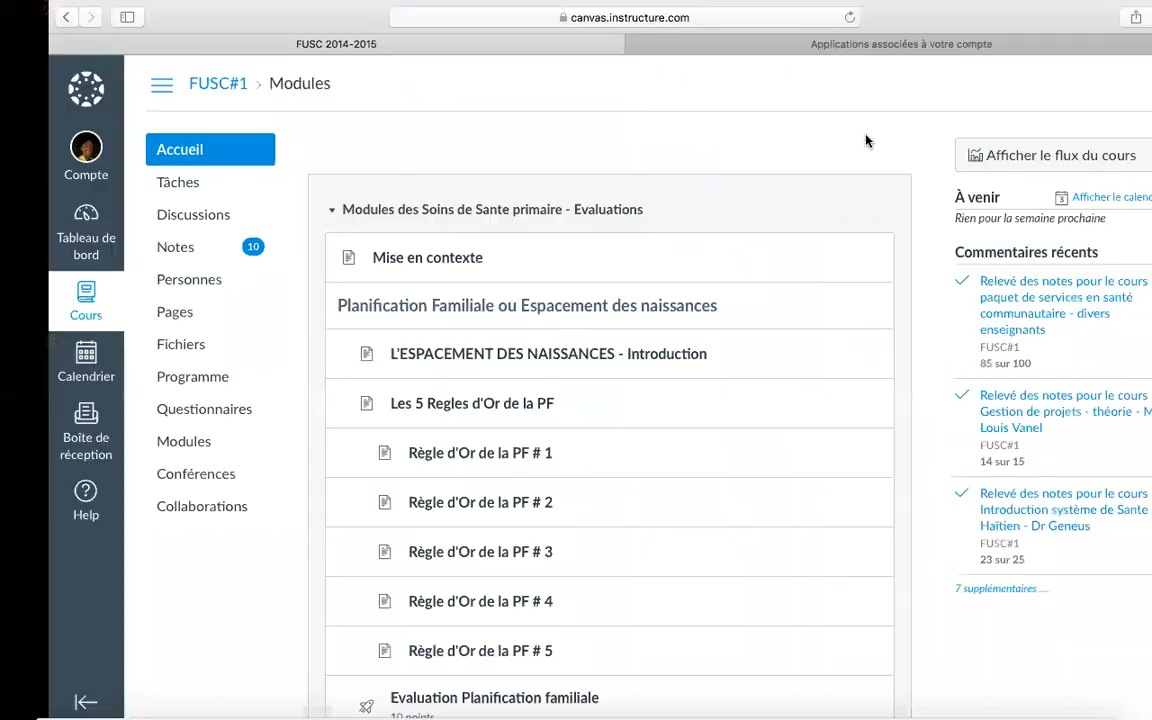 canvas.instructure.com
FUSC 2014-2015
Applications associées à votre compte
FUSC#1 › Modules
Compte
Tableau de
bord
Cours
Calendrier
Boîte de
réception
Help
Accueil
Tâches
Discussions
Notes 10
Personnes
Pages
Fichiers
Programme
Questionnaires
Modules
Conférences
Collaborations
Modules des Soins de Sante primaire - Evaluations
Mise en contexte
Planification Familiale ou Espacement des naissances
L'ESPACEMENT DES NAISSANCES - Introduction
Les 5 Regles d'Or de la PF
Règle d'Or de la PF # 1
Règle d'Or de la PF # 2
Règle d'Or de la PF # 3
Règle d'Or de la PF # 4
Règle d'Or de la PF # 5
Evaluation Planification familiale
10 points
Afficher le flux du cours
À venir
3 Afficher le calend
Rien pour la semaine prochaine
Commentaires récents
Relevé des notes pour le cours
paquet de services en santé
communautaire - divers
enseignants
FUSC#1
85 sur 100
Relevé des notes pour le cours
Gestion de projets - théorie - M
Louis Vanel
FUSC#1
14 sur 15
Relevé des notes pour le cours
Introduction système de Sante
Haïtien - Dr Geneus
FUSC#1
23 sur 25
7 supplémentaires ....